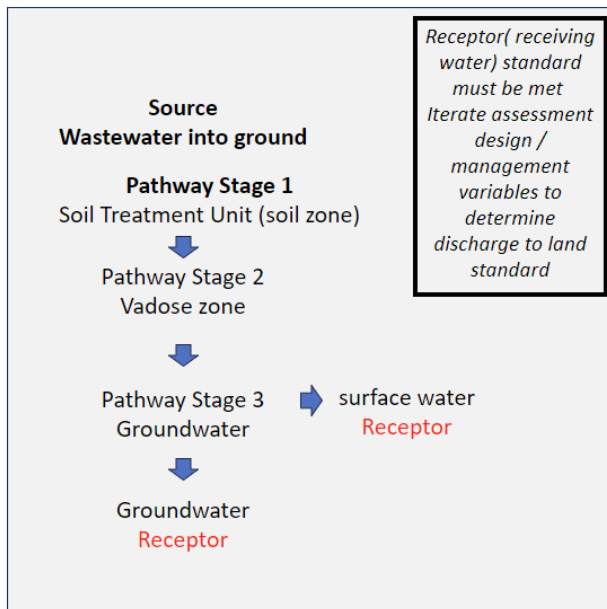 Receptor( receiving
water) standard
must be met
Iterate assessment
design /
management
variables to
determine
discharge to land
standard
Source
Wastewater into ground
Pathway Stage 1
Soil Treatment Unit (soil zone)
Pathway Stage 2
Vadose zone
Pathway Stage 3
Groundwater
surface water
Receptor
Groundwater
Receptor